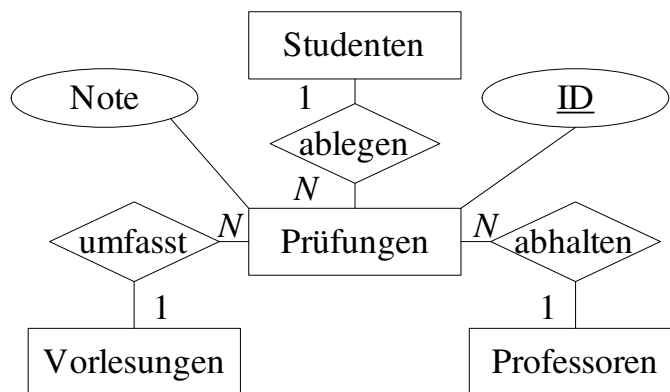 Studenten
1
Note
ID
ablegen
N
umfasst
N
Prüfungen
N
abhalten
1
1
Vorlesungen
Professoren